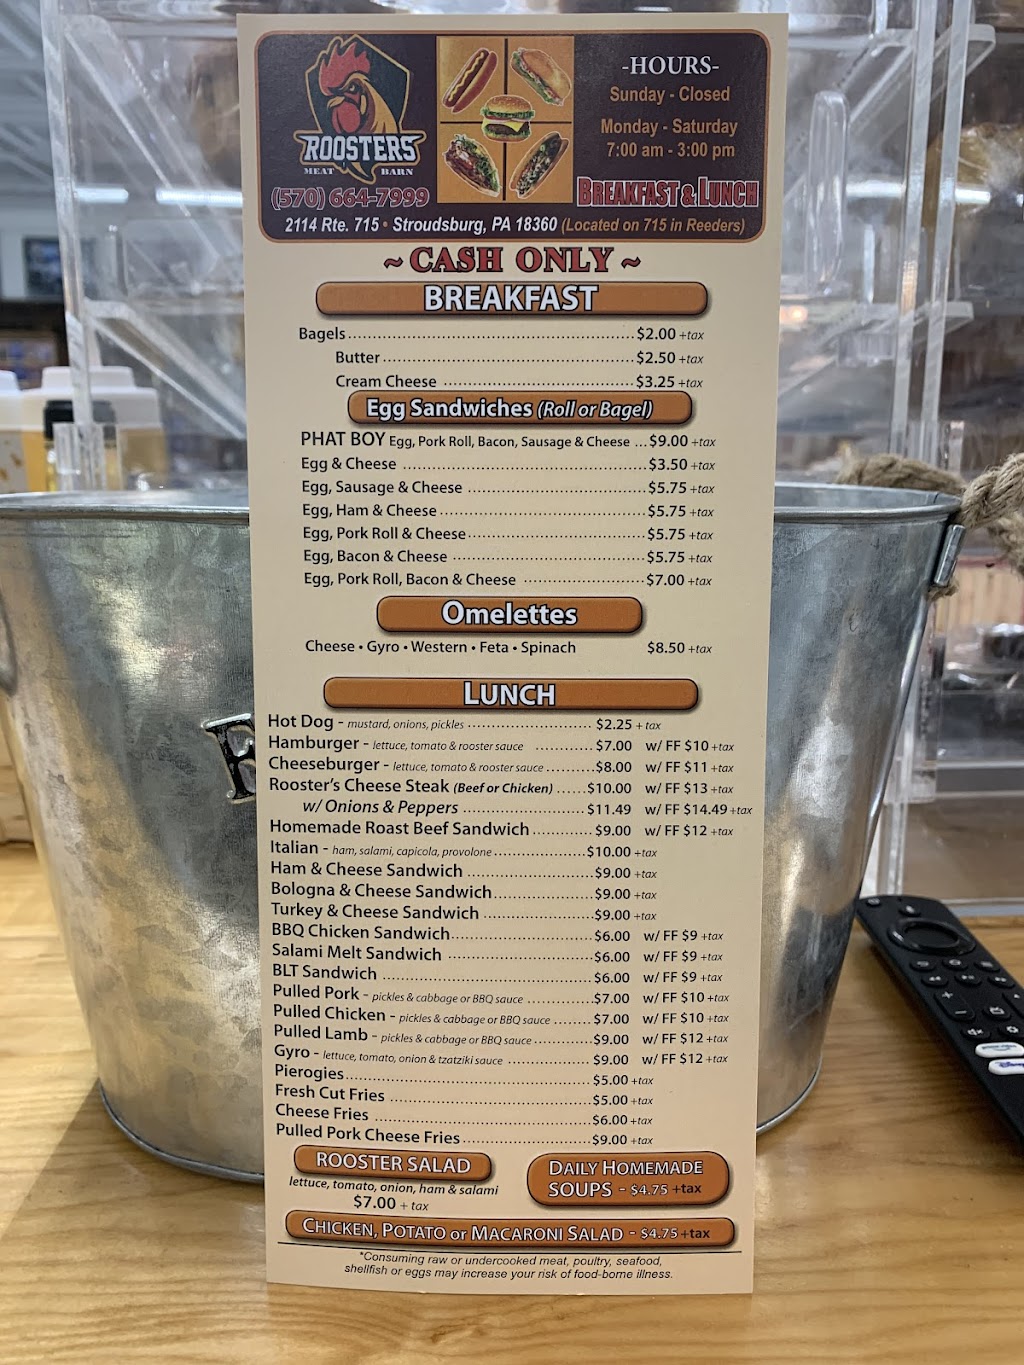 ROOSTERS
MEAT BARN
(570) 664-7999
-HOURS-
Sunday - Closed
Monday - Saturday
7:00 am - 3:00 pm
BREAKFAST & LUNCH
2114 Rte. 715 • Stroudsburg, PA 18360 (Located on 715 in Reeders)
~ CASH ONLY ~
BREAKFAST
Bagels $2.00 +tax
Butter $2.50 +tax
Cream Cheese $3.25 +tax
Egg Sandwiches (Roll or Bagel)
PHAT BOY Egg, Pork Roll, Bacon, Sausage & Cheese $9.00 +tax
Egg & Cheese $3.50 +tax
Egg, Sausage & Cheese $5.75 +tax
Egg, Ham & Cheese $5.75 +tax
Egg, Pork Roll & Cheese $5.75 +tax
Egg, Bacon & Cheese $5.75 +tax
Egg, Pork Roll, Bacon & Cheese $7.00 +tax
Omelettes
Cheese • Gyro • Western • Feta • Spinach $8.50 +tax
LUNCH
Hot Dog - mustard, onions, pickles $2.25 + tax
Hamburger - lettuce, tomato & rooster sauce $7.00 w/ FF $10 +tax
Cheeseburger - lettuce, tomato & rooster sauce $8.00 w/ FF $11 +tax
Rooster's Cheese Steak (Beef or Chicken) $10.00 w/ FF $13 +tax
w/ Onions & Peppers $11.49 w/ FF $14.49 +tax
Homemade Roast Beef Sandwich $9.00 w/ FF $12 +tax
Italian - ham, salami, capicola, provolone $10.00 +tax
Ham & Cheese Sandwich $9.00 +tax
Bologna & Cheese Sandwich $9.00 +tax
Turkey & Cheese Sandwich $9.00 +tax
BBQ Chicken Sandwich $6.00 w/ FF $9 +tax
Salami Melt Sandwich $6.00 w/ FF $9 +tax
BLT Sandwich $6.00 w/ FF $9 +tax
Pulled Pork - pickles & cabbage or BBQ sauce $7.00 w/ FF $10 +tax
Pulled Chicken - pickles & cabbage or BBQ sauce $7.00 w/ FF $10 +tax
Pulled Lamb - pickles & cabbage or BBQ sauce $9.00 w/ FF $12 +tax
Gyro - lettuce, tomato, onion & tzatziki sauce $9.00 w/ FF $12 +tax
Pierogies $5.00 +tax
Fresh Cut Fries $5.00 +tax
Cheese Fries $6.00 +tax
Pulled Pork Cheese Fries $9.00 +tax
ROOSTER SALAD
lettuce, tomato, onion, ham & salami
$7.00 + tax
DAILY HOMEMADE
SOUPS - $4.75 +tax
CHICKEN, POTATO or MACARONI SALAD - $4.75 +tax
*Consuming raw or undercooked meat, poultry, seafood,
shellfish or eggs may increase your risk of food-borne illness.